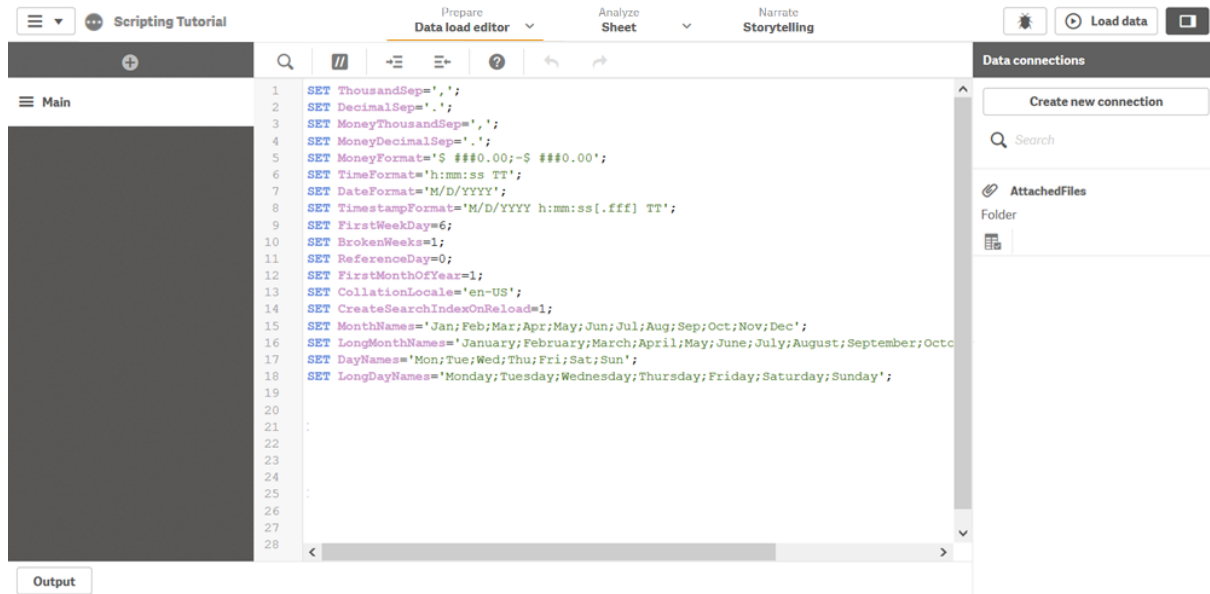 Scripting Tutorial
Prepare
Data load editor
Analyze
Sheet
Narrate
Storytelling
Load data
Main
1 SET ThousandSep=',';
2 SET DecimalSep='.';
3 SET MoneyThousandSep=',';
4 SET MoneyDecimalSep='.';
5 SET MoneyFormat='$ ###0.00;-$ ###0.00';
6 SET TimeFormat='h:mm:ss TT';
7 SET DateFormat='M/D/YYYY';
8 SET TimestampFormat='M/D/YYYY h:mm:ss[.fff] TT';
9 SET FirstWeekDay=6;
10 SET BrokenWeeks=1;
11 SET ReferenceDay=0;
12 SET FirstMonthOfYear=1;
13 SET CollationLocale='en-US';
14 SET CreateSearchIndexOnReload=1;
15 SET MonthNames='Jan;Feb;Mar;Apr;May;Jun;Jul;Aug;Sep;Oct;Nov;Dec';
16 SET LongMonthNames='January;February;March;April;May;June;July;August;September;Octo
17 SET DayNames='Mon;Tue;Wed;Thu;Fri;Sat;Sun';
18 SET LongDayNames='Monday;Tuesday;Wednesday;Thursday;Friday;Saturday;Sunday';
19
20
21
22
23
24
25
26
27
28
Data connections
Create new connection
Search
AttachedFiles
Folder
Output